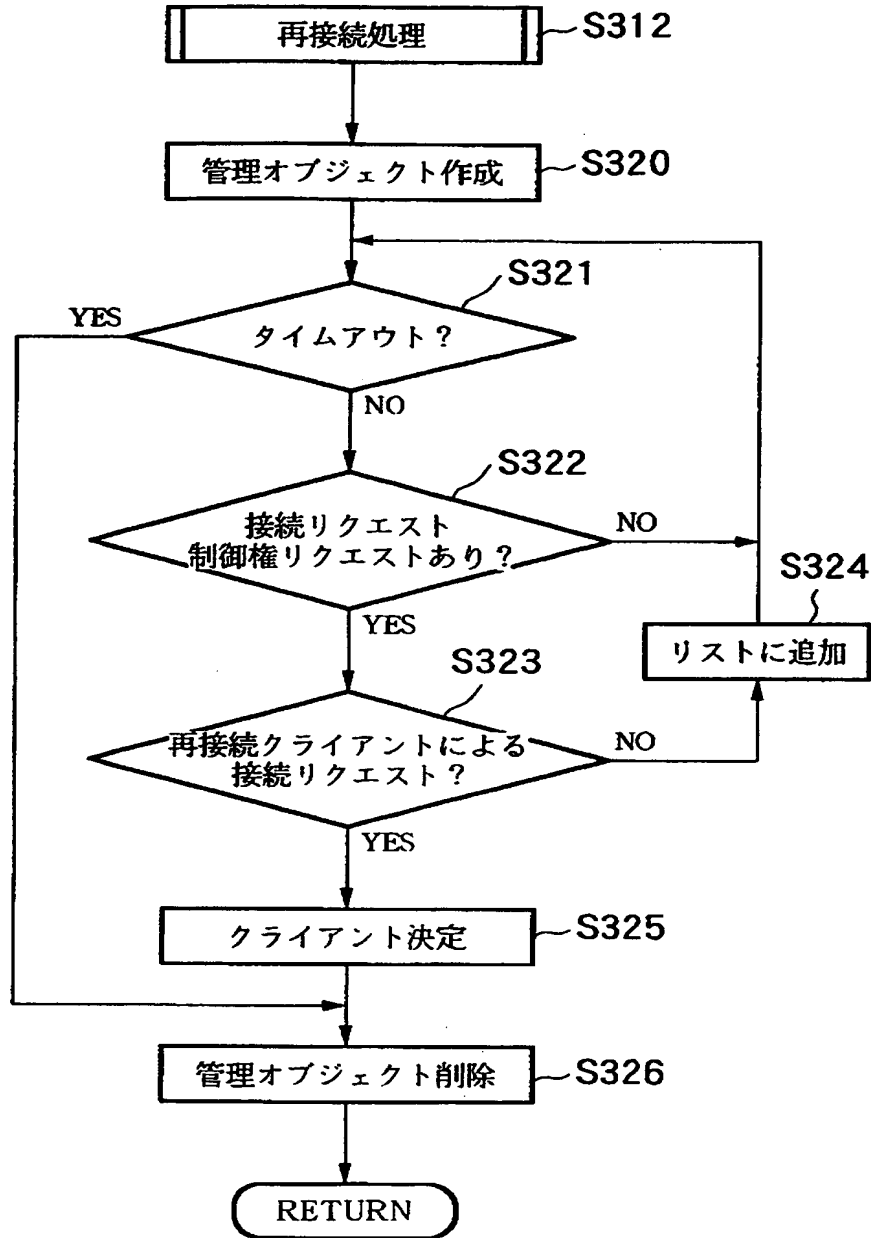 再接続処理
S312
管理オブジェクト作成
S320
S321
YES
タイムアウト?
NO
S322
接続リクエスト
制御権リクエストあり?
NO
S324
YES
リストに追加
S323
再接続クライアントによる
接続リクエスト?
NO
YES
クライアント決定
S325
管理オブジェクト削除
S326
RETURN